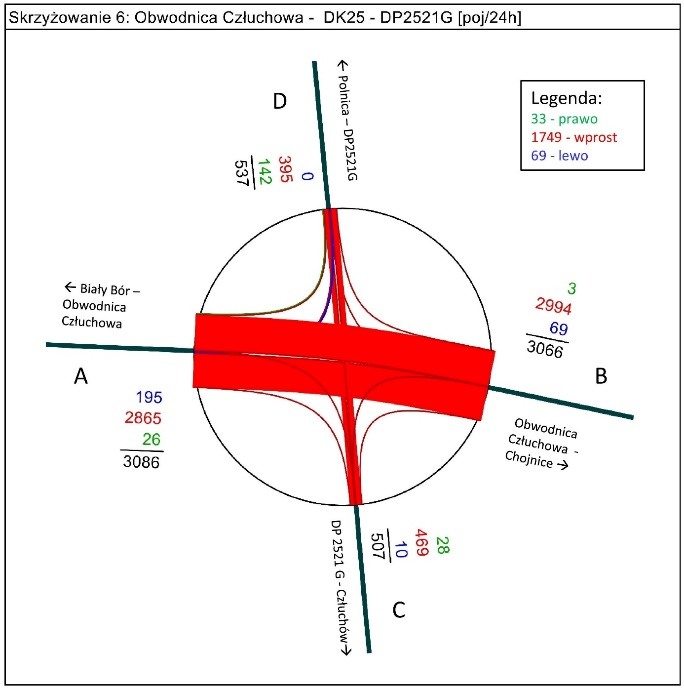 Skrzyżowanie 6: Obwodnica Człuchowa - DK25 - DP2521G [poj/24h]
Legenda:
33 - prawo
1749 - wprost
69 - lewo
D
← Polnica – DP2521G
0
395
142
537
← Biały Bór –
Obwodnica
Człuchowa
A
195
2865
26
3086
3
2994
69
3066
B
Obwodnica
Człuchowa -
Chojnice →
28
469
10
507
DP 2521 G - Człuchów→
C